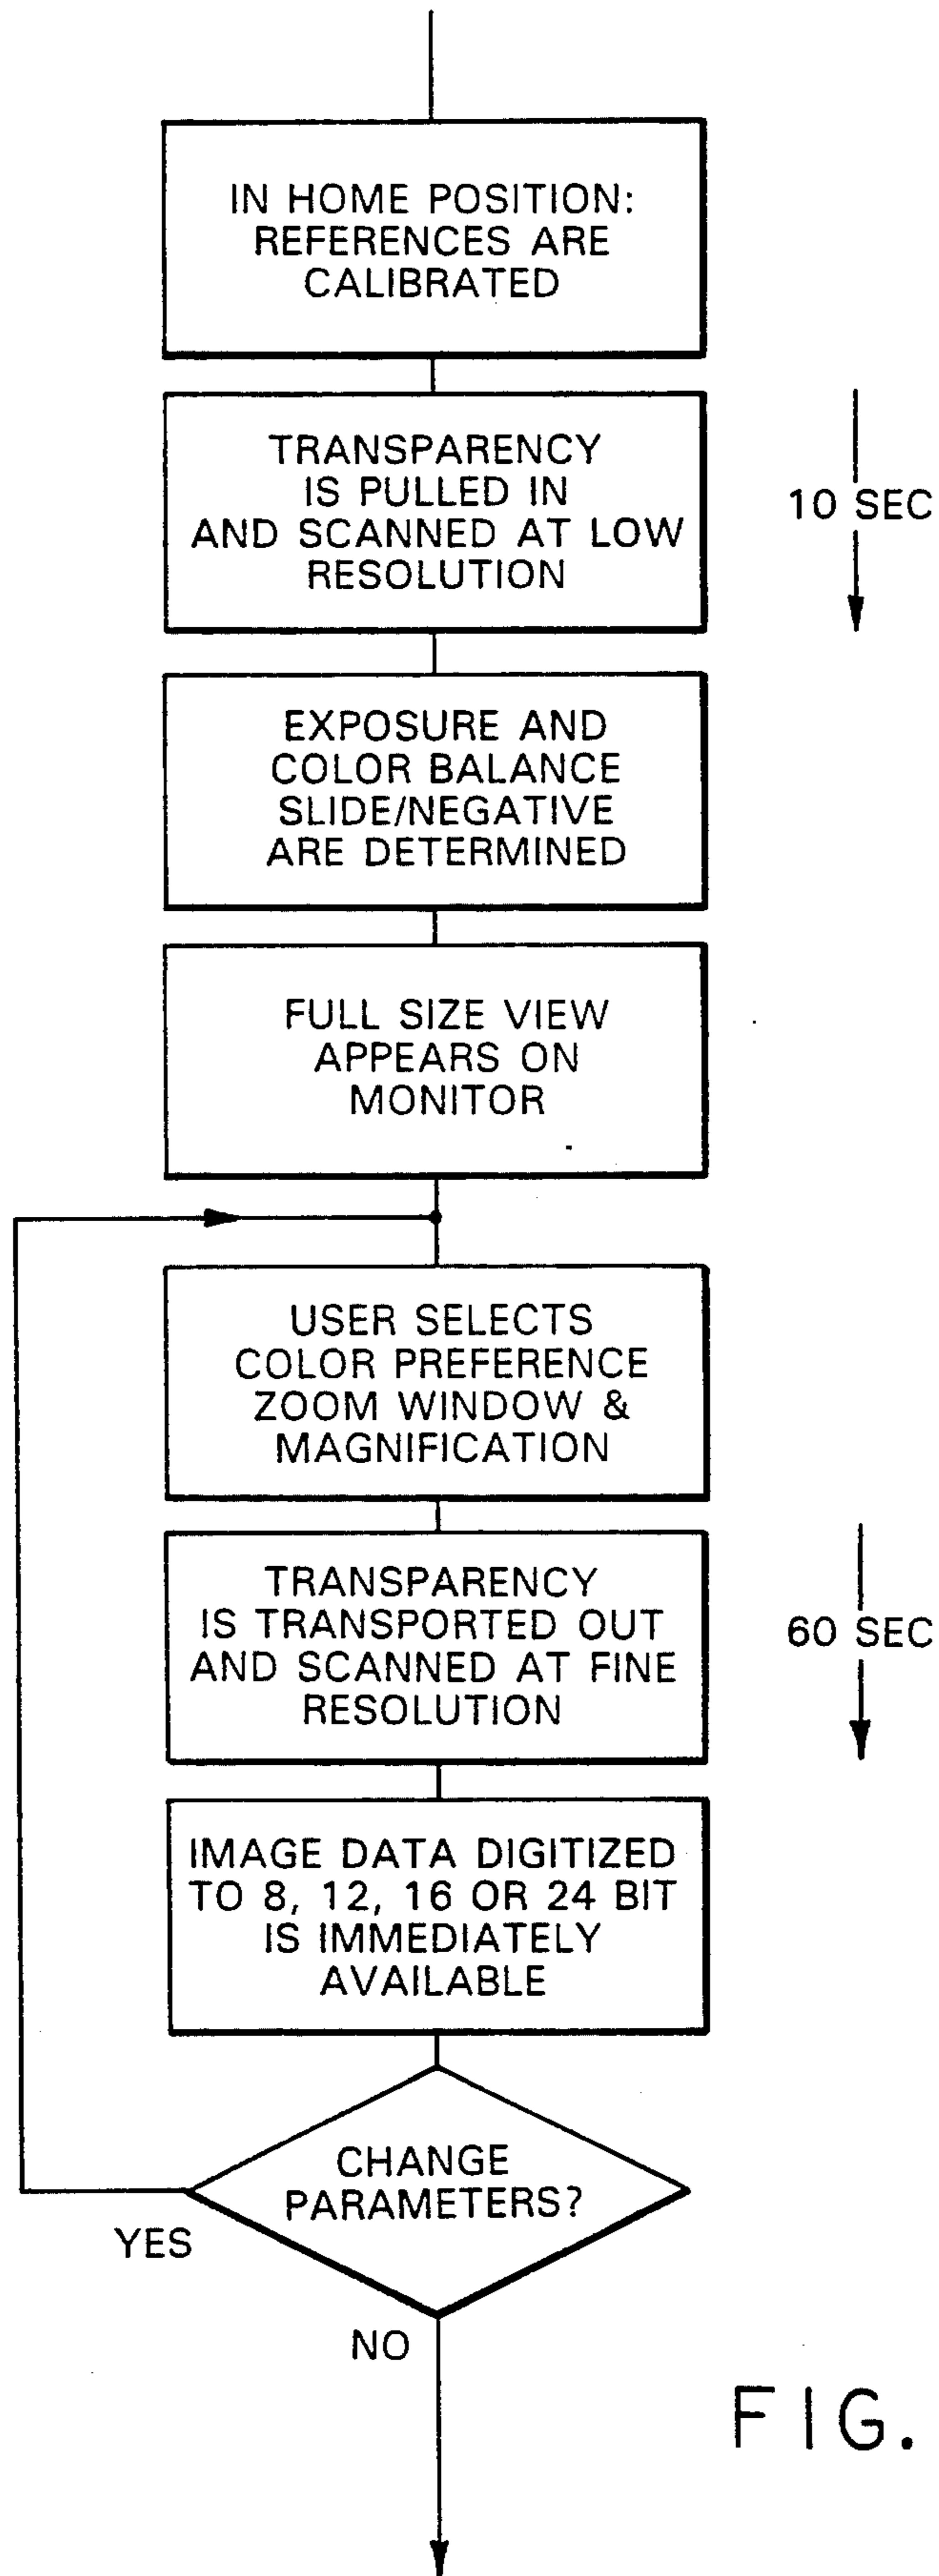 IN HOME POSITION:
REFERENCES ARE
CALIBRATED
TRANSPARENCY
IS PULLED IN
AND SCANNED AT LOW
RESOLUTION
10 SEC
EXPOSURE AND
COLOR BALANCE
SLIDE/NEGATIVE
ARE DETERMINED
FULL SIZE VIEW
APPEARS ON
MONITOR
USER SELECTS
COLOR PREFERENCE
ZOOM WINDOW &
MAGNIFICATION
TRANSPARENCY
IS TRANSPORTED OUT
AND SCANNED AT FINE
RESOLUTION
60 SEC
IMAGE DATA DIGITIZED
TO 8, 12, 16 OR 24 BIT
IS IMMEDIATELY
AVAILABLE
CHANGE
PARAMETERS?
YES
NO
FIG.